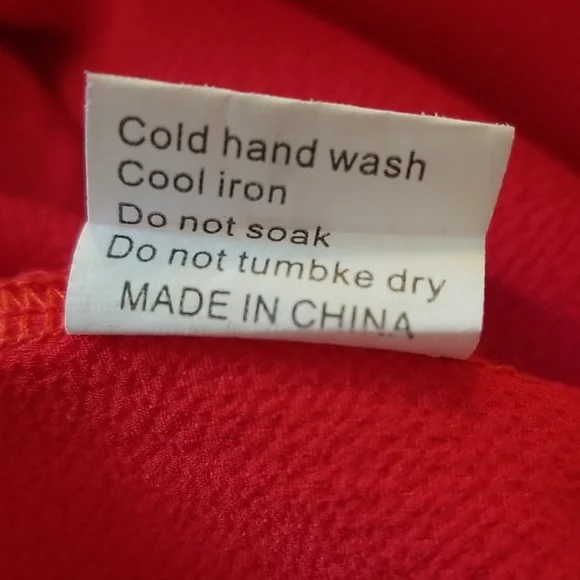 Cold hand wash
Cool iron
Do not soak
Do not tumbke dry
MADE IN CHINA